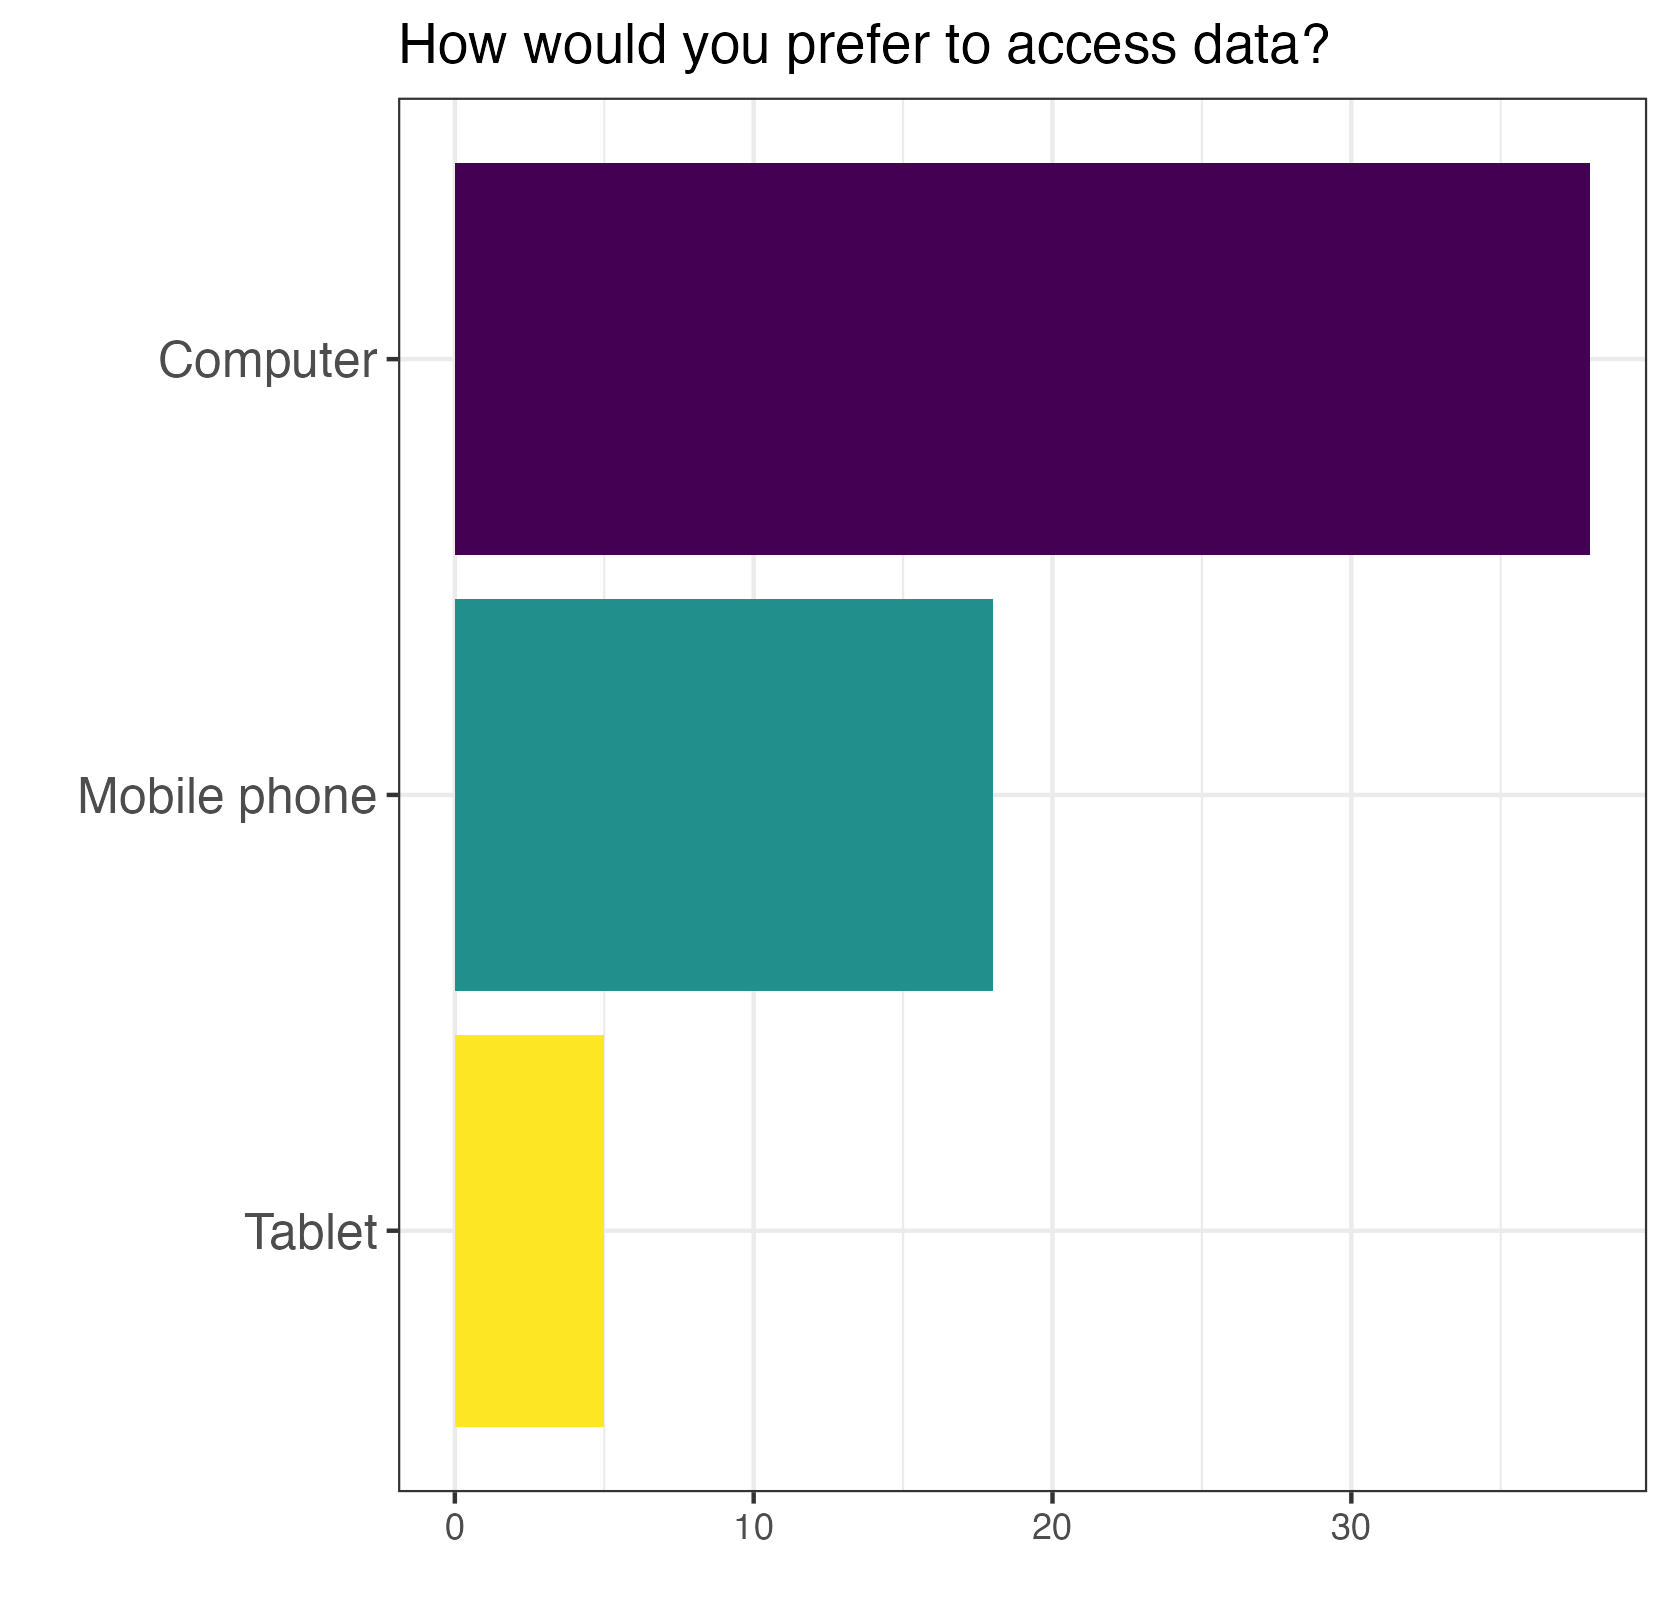 How would you prefer to access data?
Computer
Mobile phone
Tablet
0 10 20 30